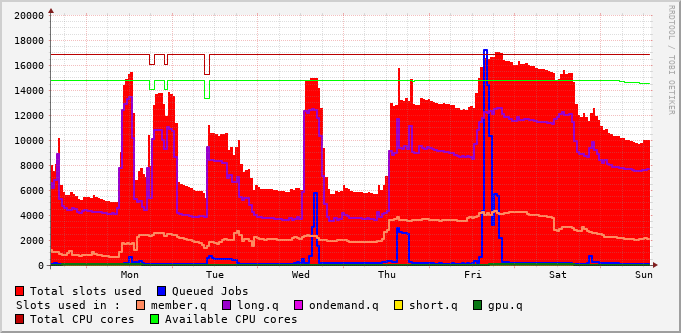 RRDTOOL / TOBI OETIKER
20000
18000
16000
14000
12000
10000
8000
6000
4000
2000
0
Mon Tue Wed Thu Fri Sat Sun
Total slots used Queued Jobs
Slots used in : member.q long.q ondemand.q short.q gpu.q
Total CPU cores Available CPU cores